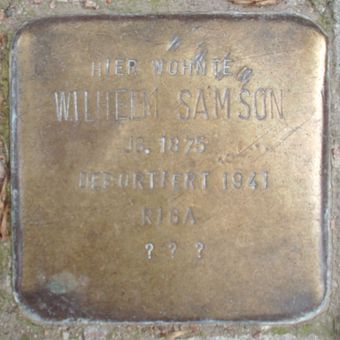 HIER WOHNTE
WILHELM SAMSON
JG. 1875
DEPORTIERT 1941
RIGA
? ? ?